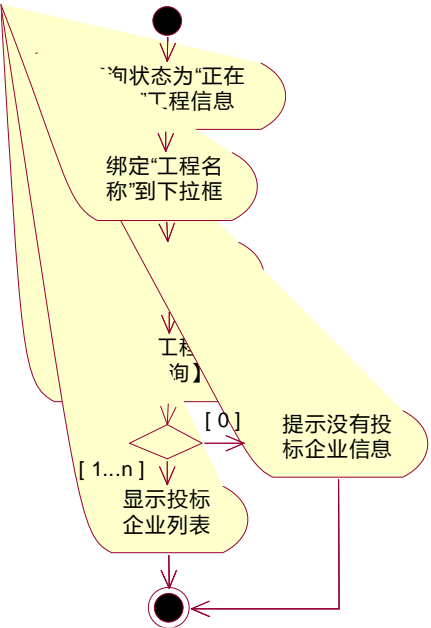 询状态为“正在
”工程信息
绑定“工程名
称”到下拉框
工程
询】
[ 0 ]
提示没有投
标企业信息
[ 1...n ]
显示投标
企业列表